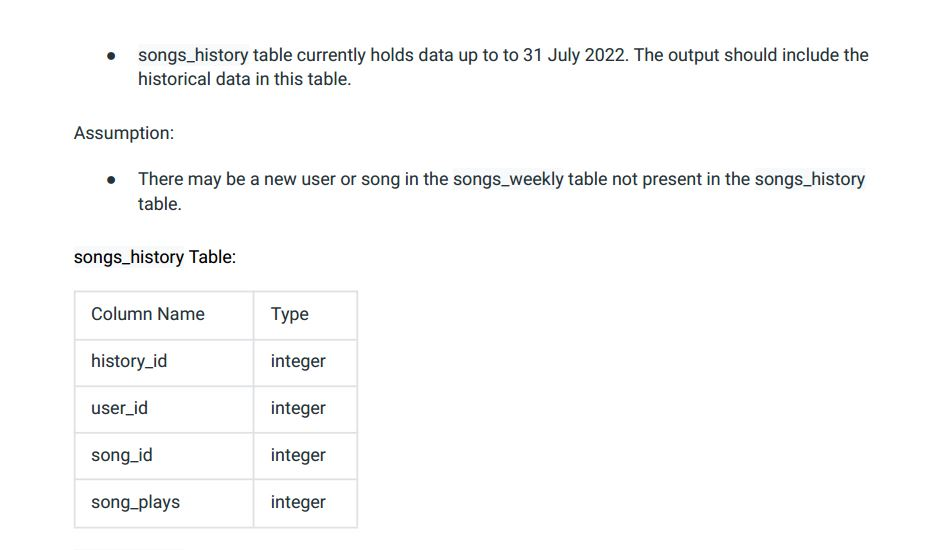 ● songs_history table currently holds data up to to 31 July 2022. The output should include the
historical data in this table.
Assumption:
● There may be a new user or song in the songs_weekly table not present in the songs_history
table.
songs_history Table:
Column Name Type
history_id integer
user_id integer
song_id integer
song_plays integer